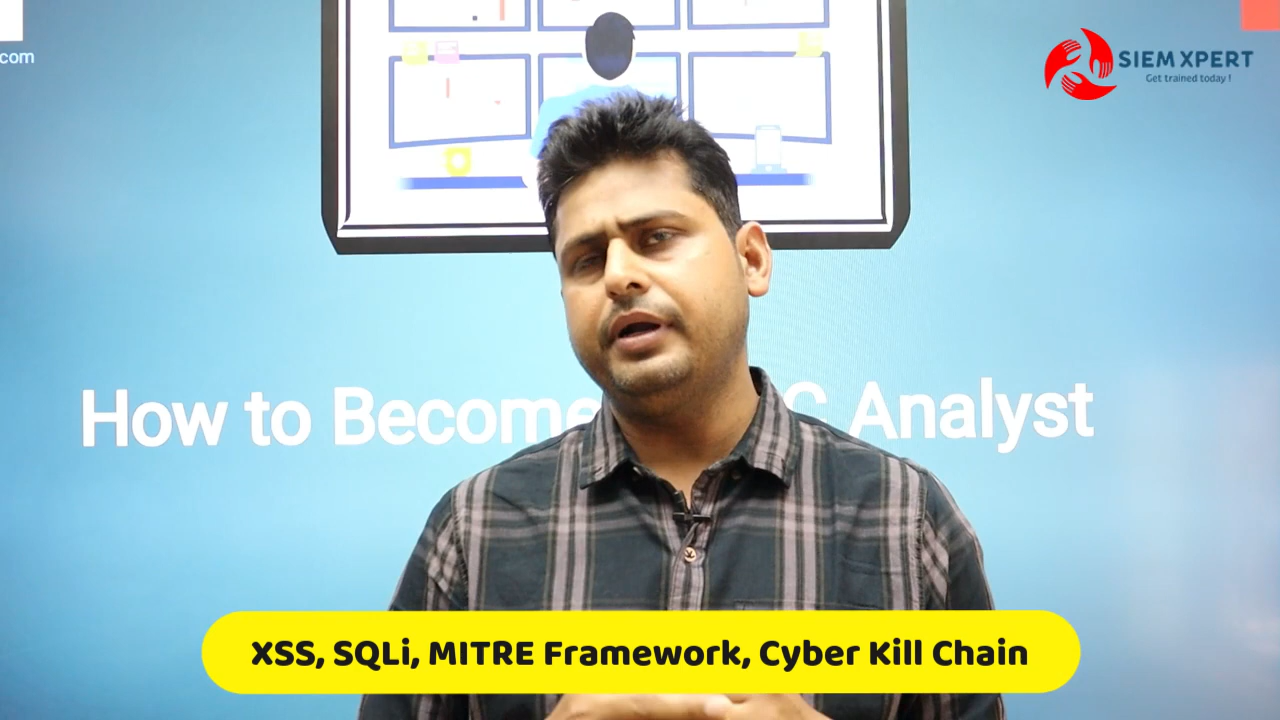 com
SIEM XPERT
Get trained today !
How to Become C Analyst
XSS, SQLi, MITRE Framework, Cyber Kill Chain